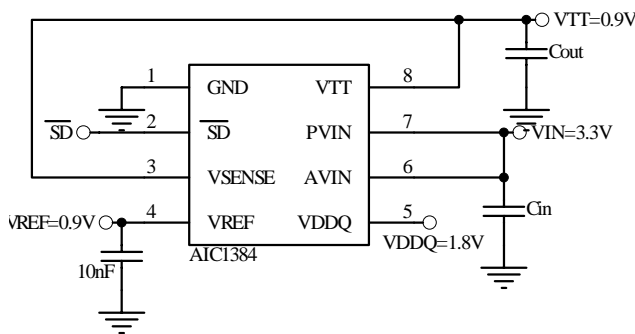 VTT=0.9V
Cout
1 GND VTT 8
SD 2 SD PVIN 7 VIN=3.3V
3 VSENSE AVIN 6
Cin
VREF=0.9V 4 VREF VDDQ 5
VDDQ=1.8V
10nF AIC1384